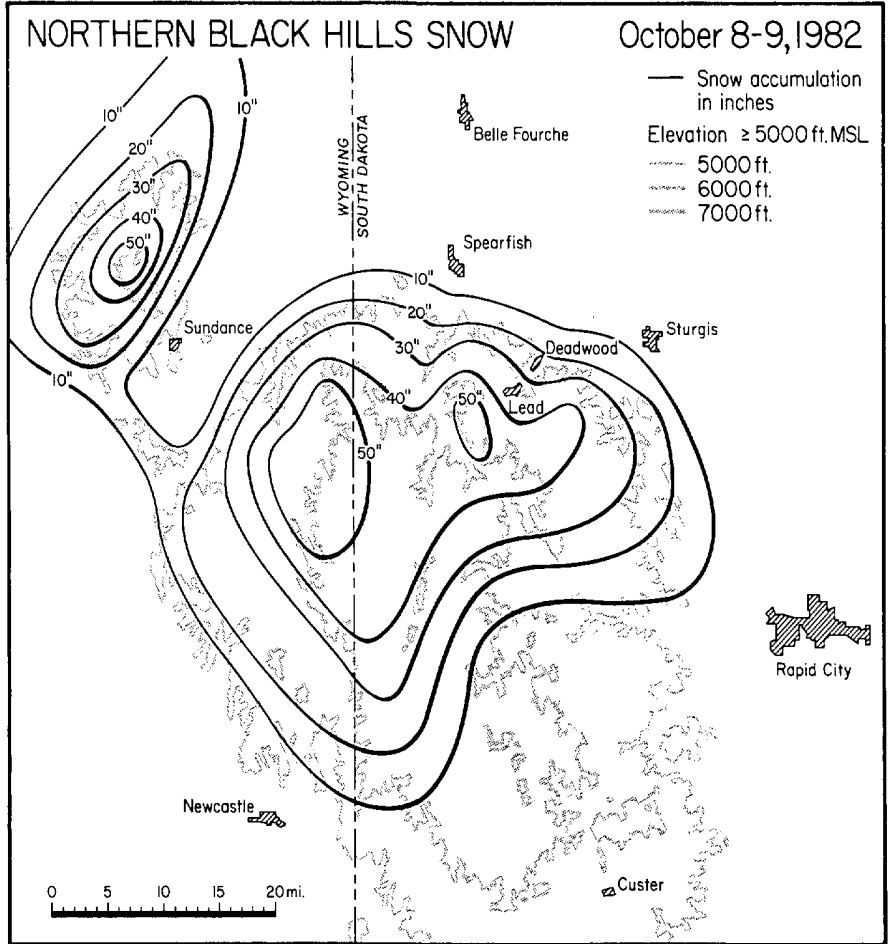 NORTHERN BLACK HILLS SNOW
October 8-9, 1982
Snow accumulation
in inches
Elevation ≥ 5000 ft. MSL
5000 ft.
6000 ft.
7000 ft.
10"
10"
20"
30"
40"
50"
WYOMING
SOUTH DAKOTA
Belle Fourche
Spearfish
10"
20"
Sundance
Sturgis
30"
Deadwood
10"
40"
50"
Lead
50"
Rapid City
Newcastle
Custer
0 5 10 15 20 mi.